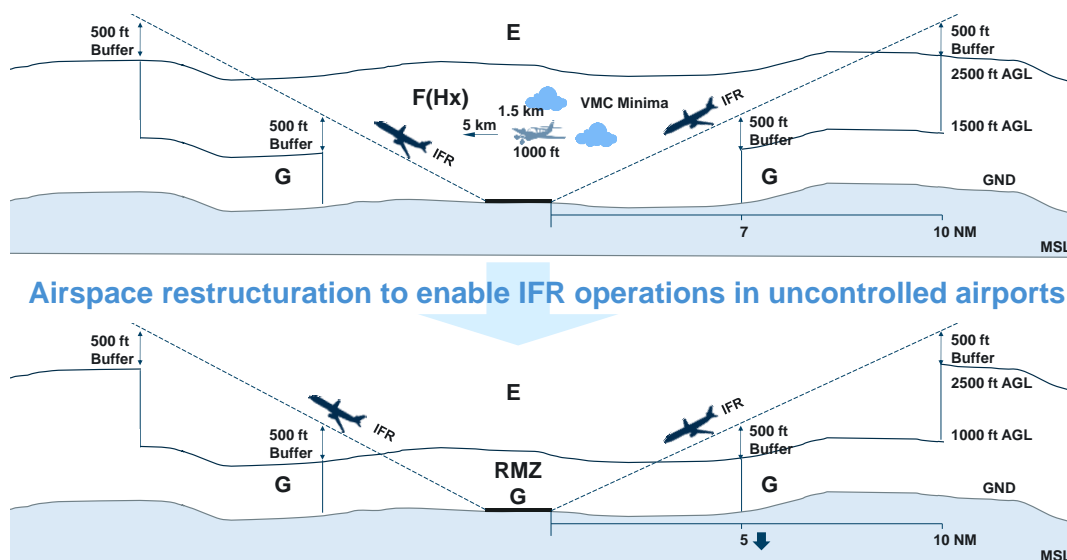 500 ft
Buffer
E
500 ft
Buffer
2500 ft AGL
F(Hx)
1.5 km
VMC Minima
IFR
5 km
500 ft
Buffer
IFR
1000 ft
500 ft
Buffer
1500 ft AGL
G
G
GND
7
10 NM
MSL
Airspace restructuration to enable IFR operations in uncontrolled airports
500 ft
Buffer
500 ft
Buffer
2500 ft AGL
E
IFR
IFR
500 ft
Buffer
500 ft
Buffer
1000 ft AGL
G
RMZ
G
G
GND
5
10 NM
MSL